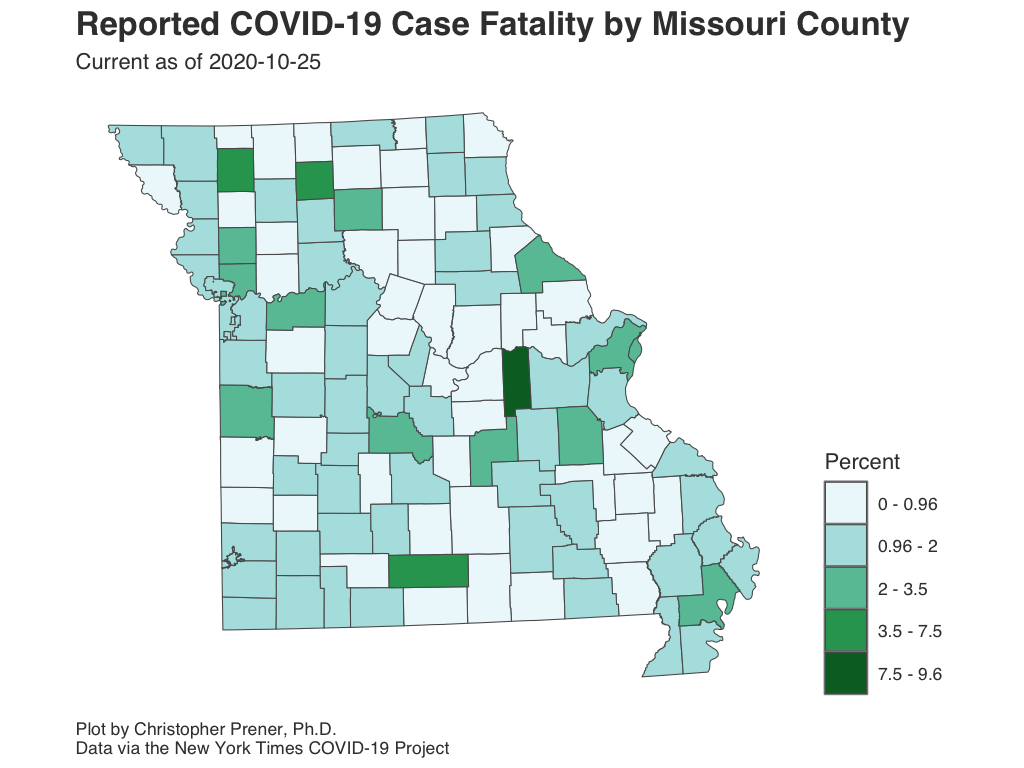 Reported COVID-19 Case Fatality by Missouri County
Current as of 2020-10-25
Percent
0 - 0.96
0.96 - 2
2 - 3.5
3.5 - 7.5
7.5 - 9.6
Plot by Christopher Prener, Ph.D.
Data via the New York Times COVID-19 Project